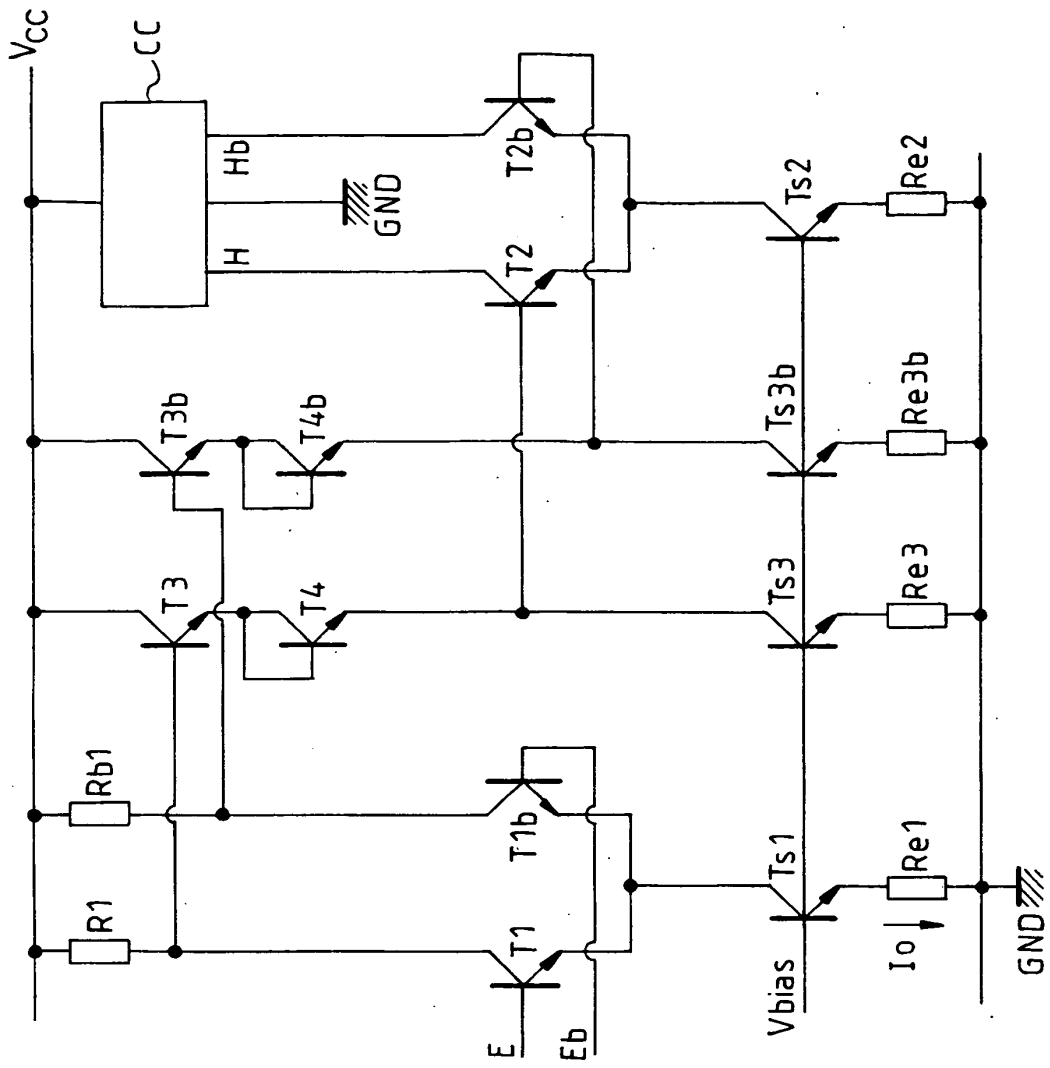 VCC
CC
Rb1
R1
T3
T3b
H
Hb
T4
T4b
GND
T1
T1b
T2
T2b
E
Eb
Vbias
Ts1
Ts3
Ts3b
Ts2
Io
Re1
Re3
Re3b
Re2
GND